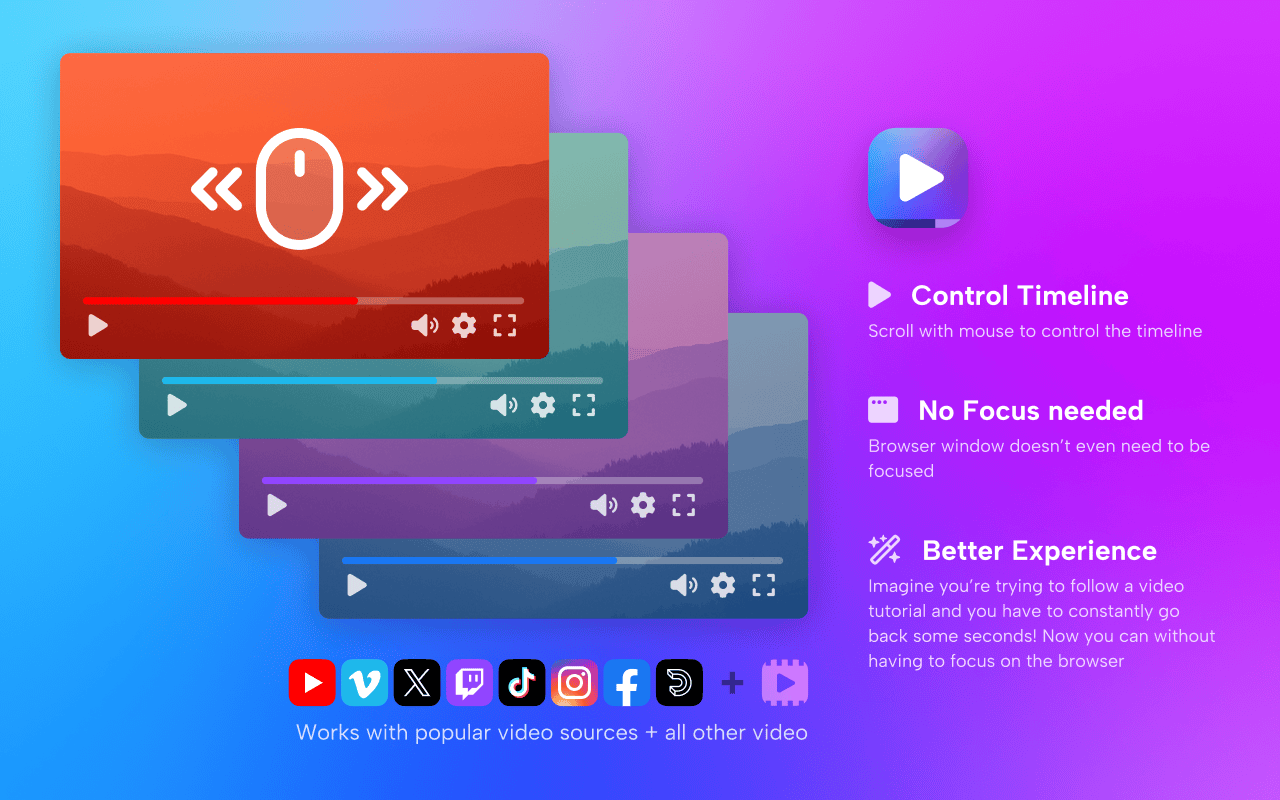 Control Timeline
Scroll with mouse to control the timeline
No Focus needed
Browser window doesn’t even need to be
focused
Better Experience
Imagine you’re trying to follow a video
tutorial and you have to constantly go
back some seconds! Now you can without
having to focus on the browser
Works with popular video sources + all other video